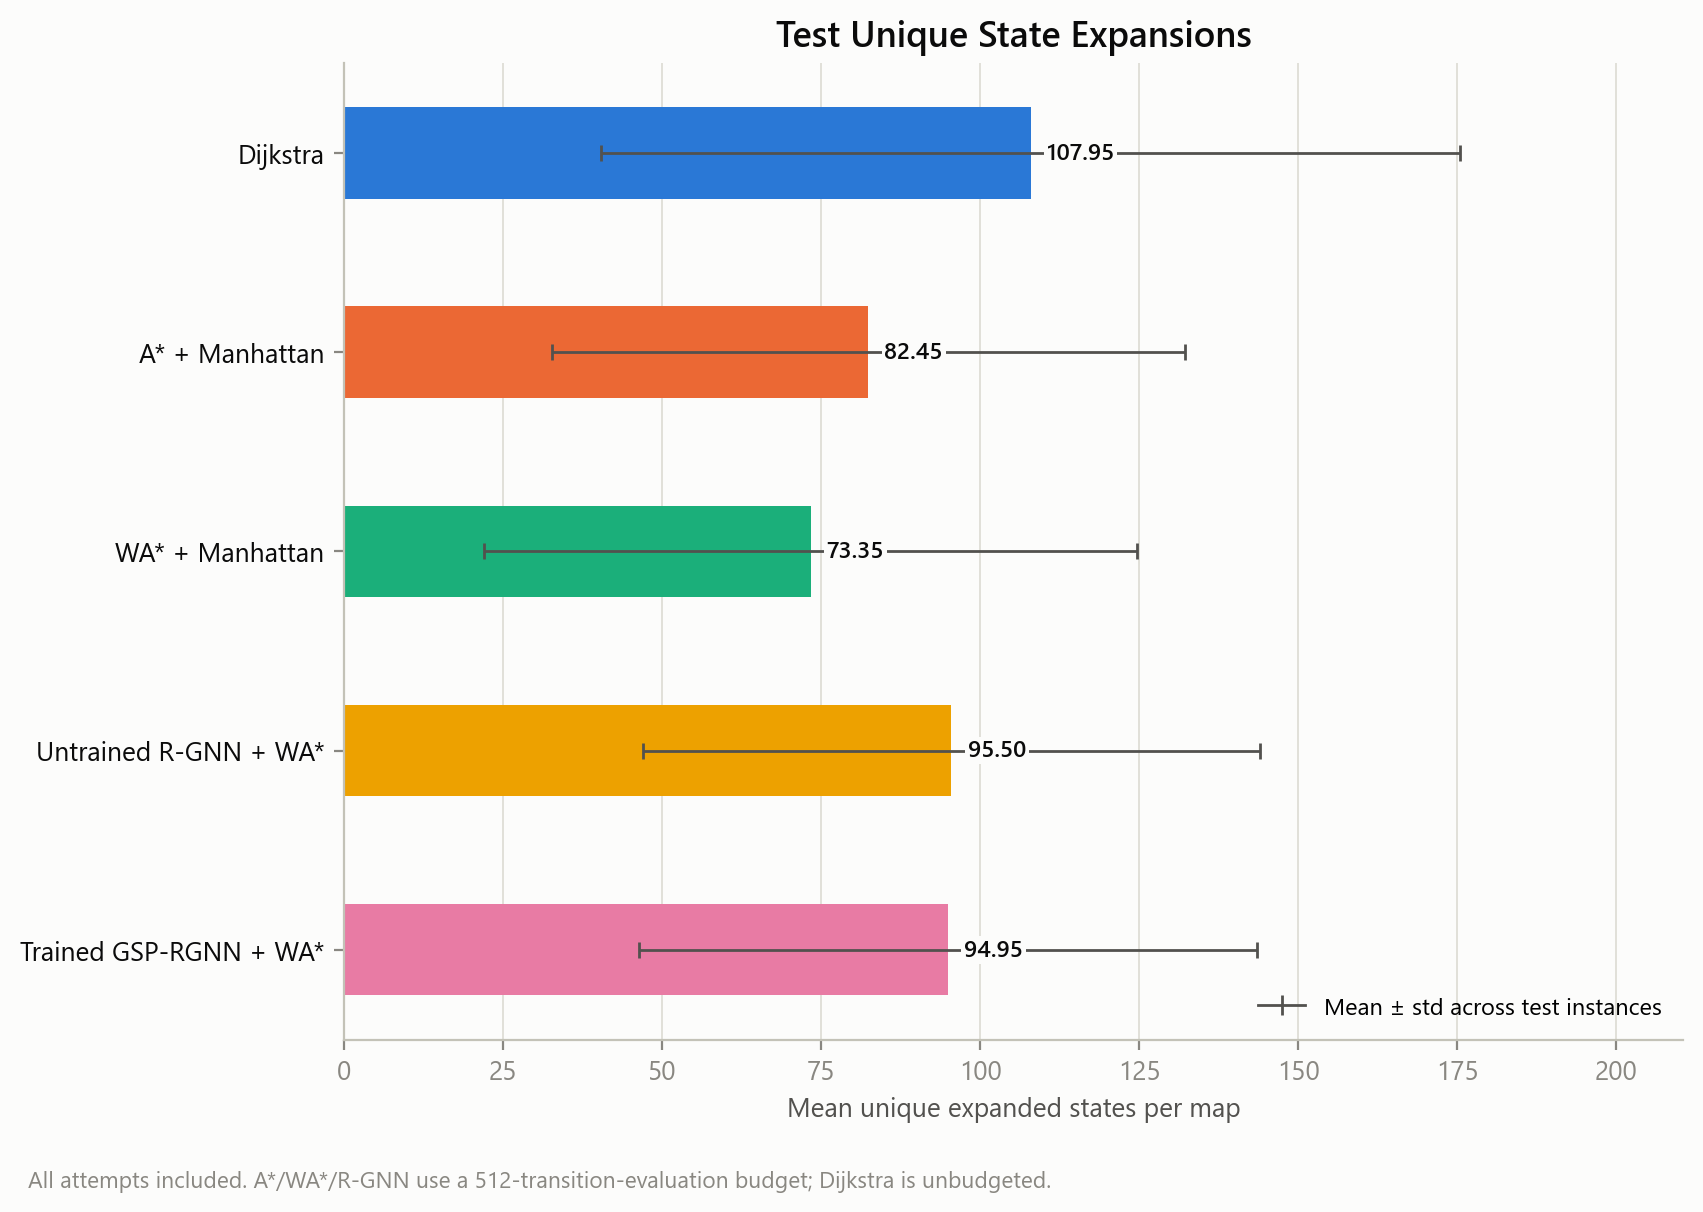 Test Unique State Expansions
Dijkstra
107.95
A* + Manhattan
82.45
WA* + Manhattan
73.35
Untrained R-GNN + WA*
95.50
Trained GSP-RGNN + WA*
94.95
Mean ± std across test instances
0 25 50 75 100 125 150 175 200
Mean unique expanded states per map
All attempts included. A*/WA*/R-GNN use a 512-transition-evaluation budget; Dijkstra is unbudgeted.